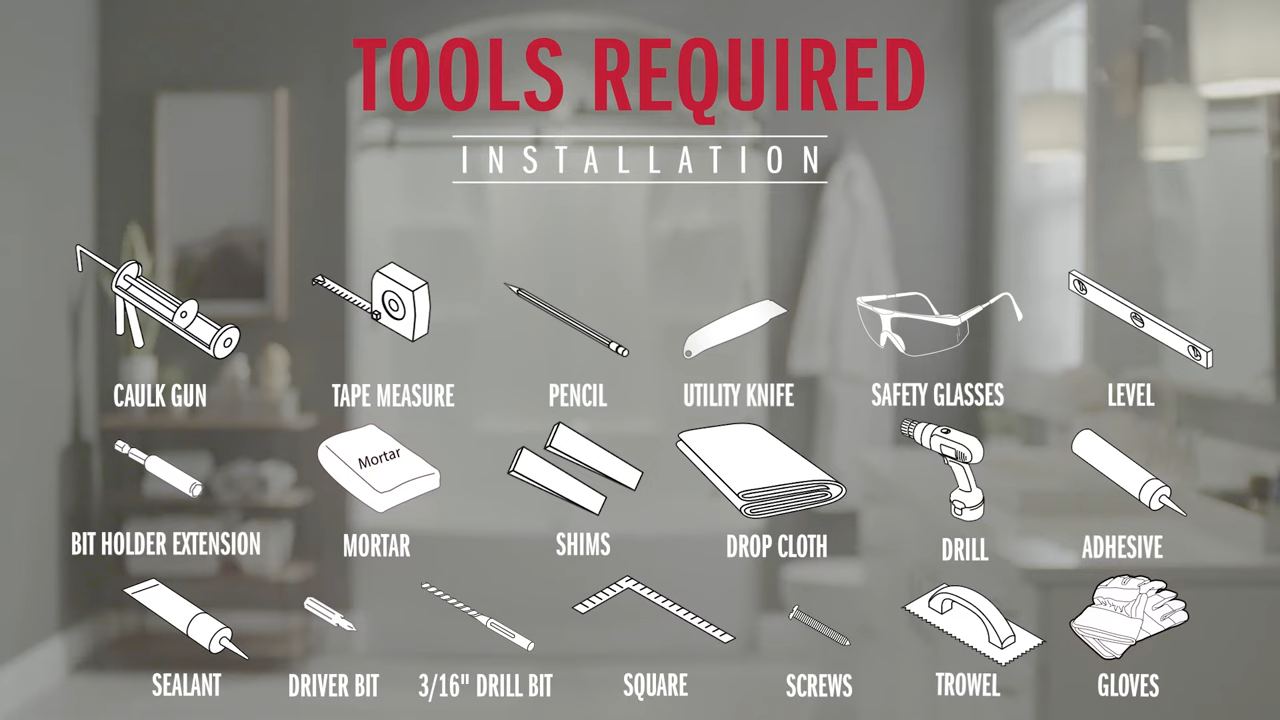 TOOLS REQUIRED
INSTALLATION
CAULK GUN
TAPE MEASURE
PENCIL
UTILITY KNIFE
SAFETY GLASSES
LEVEL
Mortar
BIT HOLDER EXTENSION
MORTAR
SHIMS
DROP CLOTH
DRILL
ADHESIVE
SEALANT
DRIVER BIT
3/16" DRILL BIT
SQUARE
SCREWS
TROWEL
GLOVES